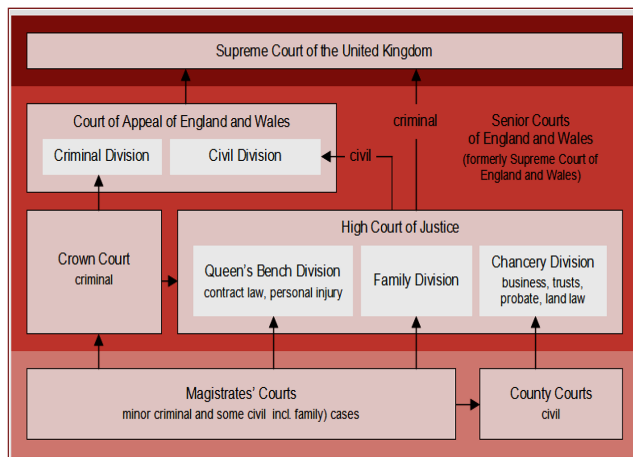 Supreme Court of the United Kingdom
Court of Appeal of England and Wales
Criminal Division
Civil Division
civil
criminal
Senior Courts
of England and Wales
(formerly Supreme Court of
England and Wales)
Crown Court
criminal
High Court of Justice
Queen's Bench Division
contract law, personal injury
Family Division
Chancery Division
business, trusts,
probate, land law
Magistrates' Courts
minor criminal and some civil incl. family) cases
County Courts
civil